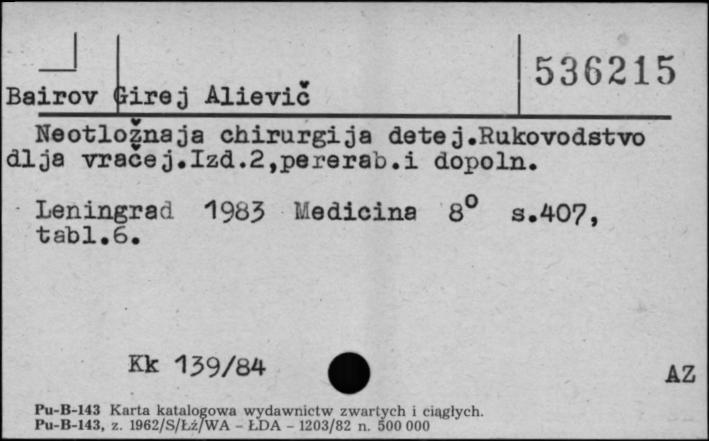 536215
Bairov Girej Alievič
Neotložnaja chirurgija detej.Rukovodstvo
dlja vračej.Izd.2,pererab.i dopoln.
Leningrad 1983 Medicina 8° s.407,
tabl.6.
Kk 139/84
AZ
Pu-B-143 Karta katalogowa wydawnictw zwartych i ciągłych.
Pu-B-143, z. 1962/S/Łż/WA – ŁDA – 1203/82 n. 500 000